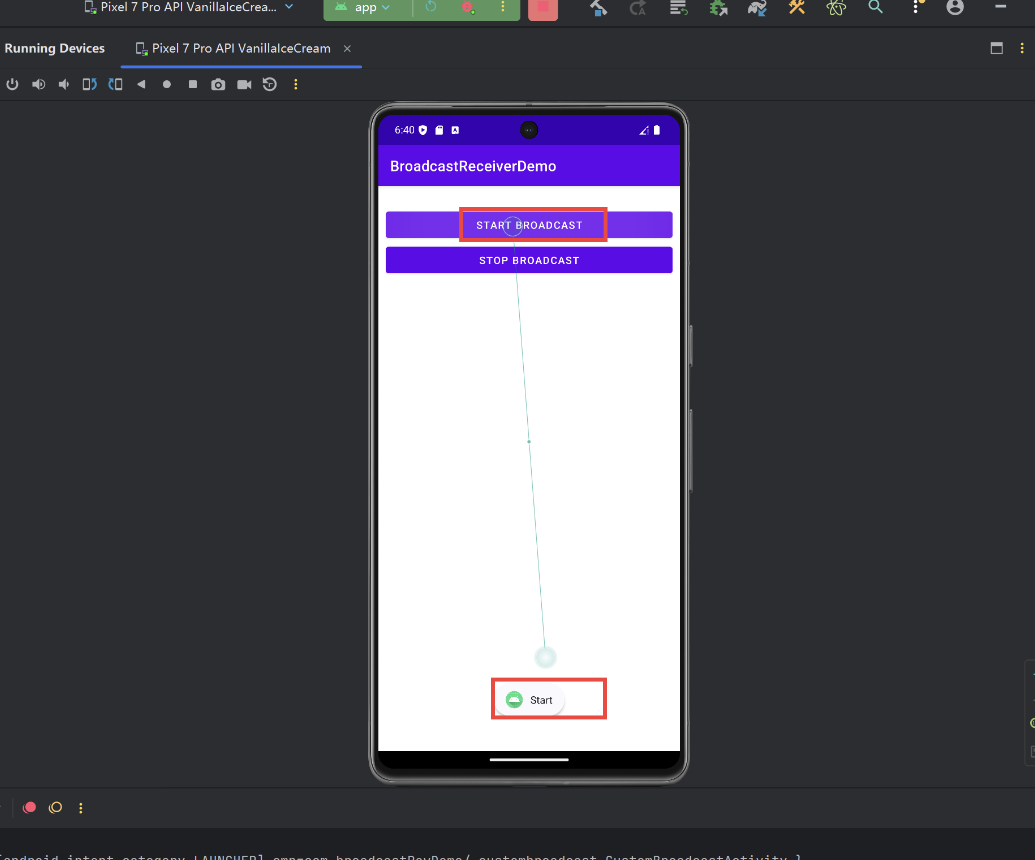 Pixel 7 Pro API VanillaIceCrea...
app
Running Devices
Pixel 7 Pro API VanillaIceCream
6:40
BroadcastReceiverDemo
START BROADCAST
STOP BROADCAST
Start